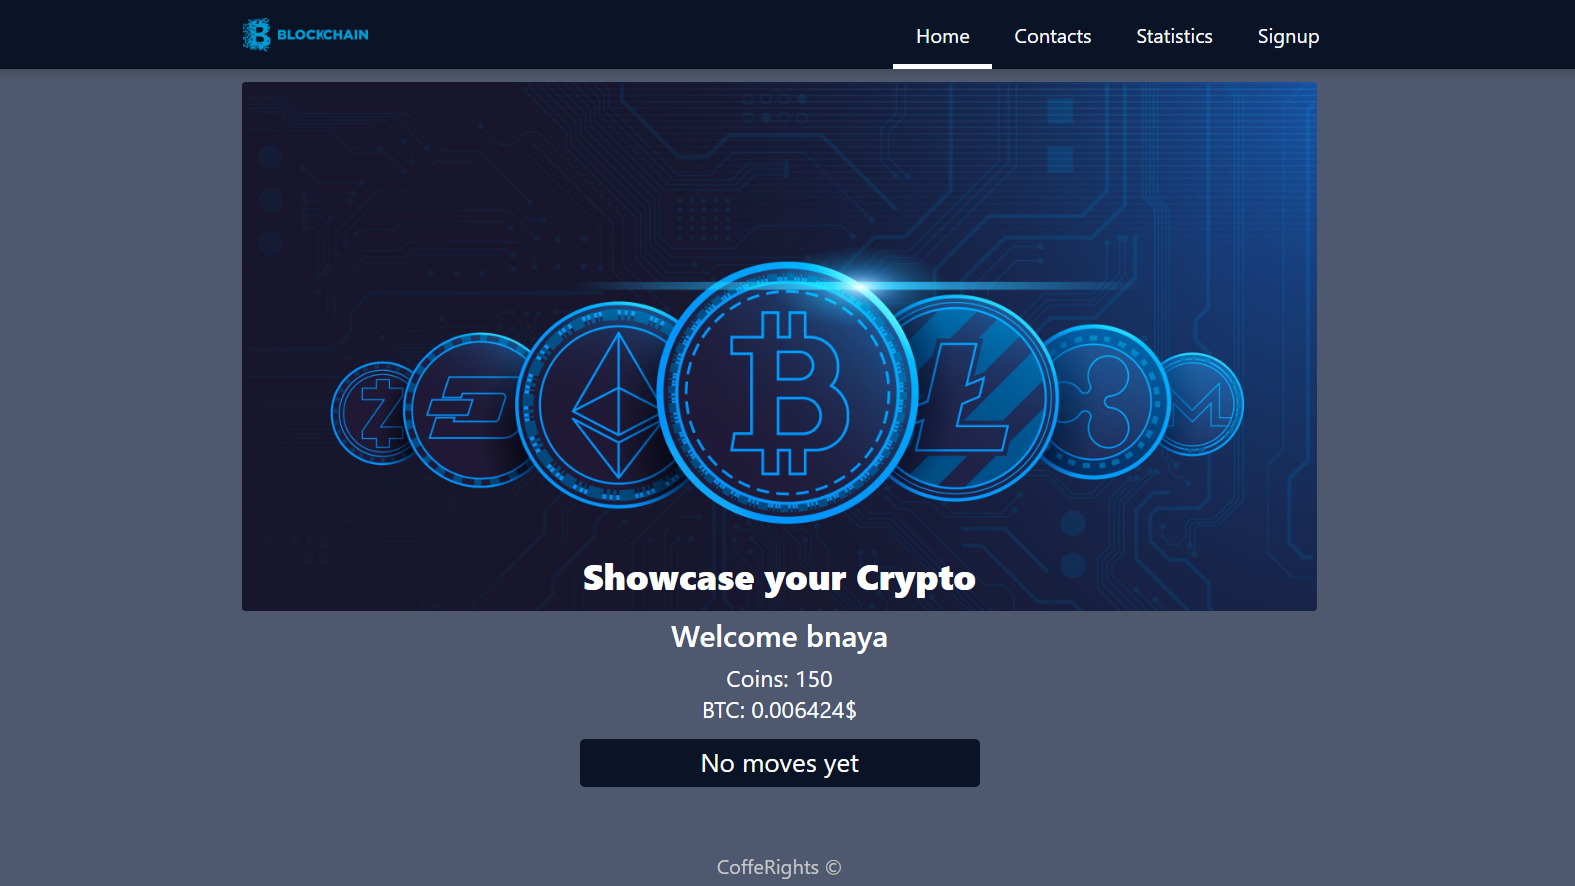 BLOCKCHAIN
Home Contacts Statistics Signup
Showcase your Crypto
Welcome bnaya
Coins: 150
BTC: 0.006424$
No moves yet
CoffeRights ©